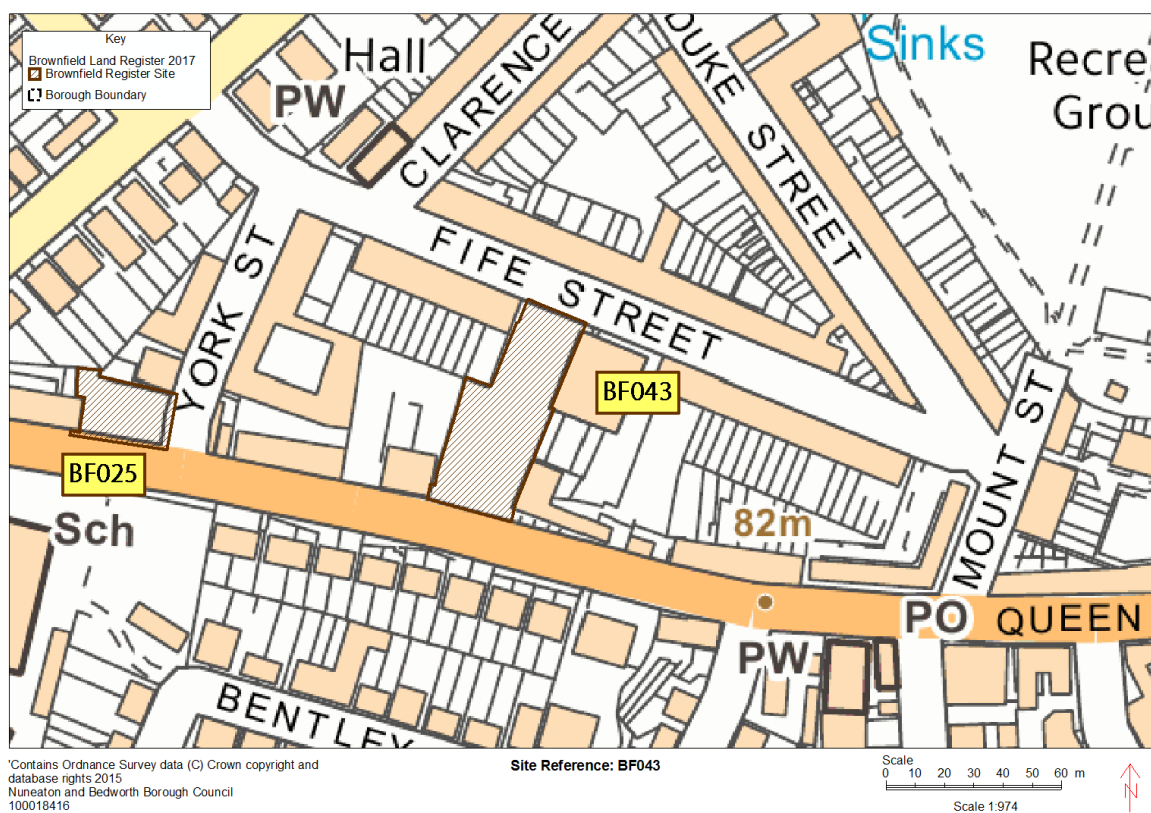 Key
Brownfield Land Register 2017
Brownfield Register Site
Borough Boundary
Hall
PW
CLARENCE
DUKE STREET
Sinks
Recre
Grou
YORK ST
FIFE STREET
BF043
BF025
Sch
82m
MOUNT ST
PO
QUEEN
PW
BENTLEY
'Contains Ordnance Survey data (C) Crown copyright and
database rights 2015
Nuneaton and Bedworth Borough Council
100018416
Site Reference: BF043
Scale
0 10 20 30 40 50 60 m
Scale 1:974
N